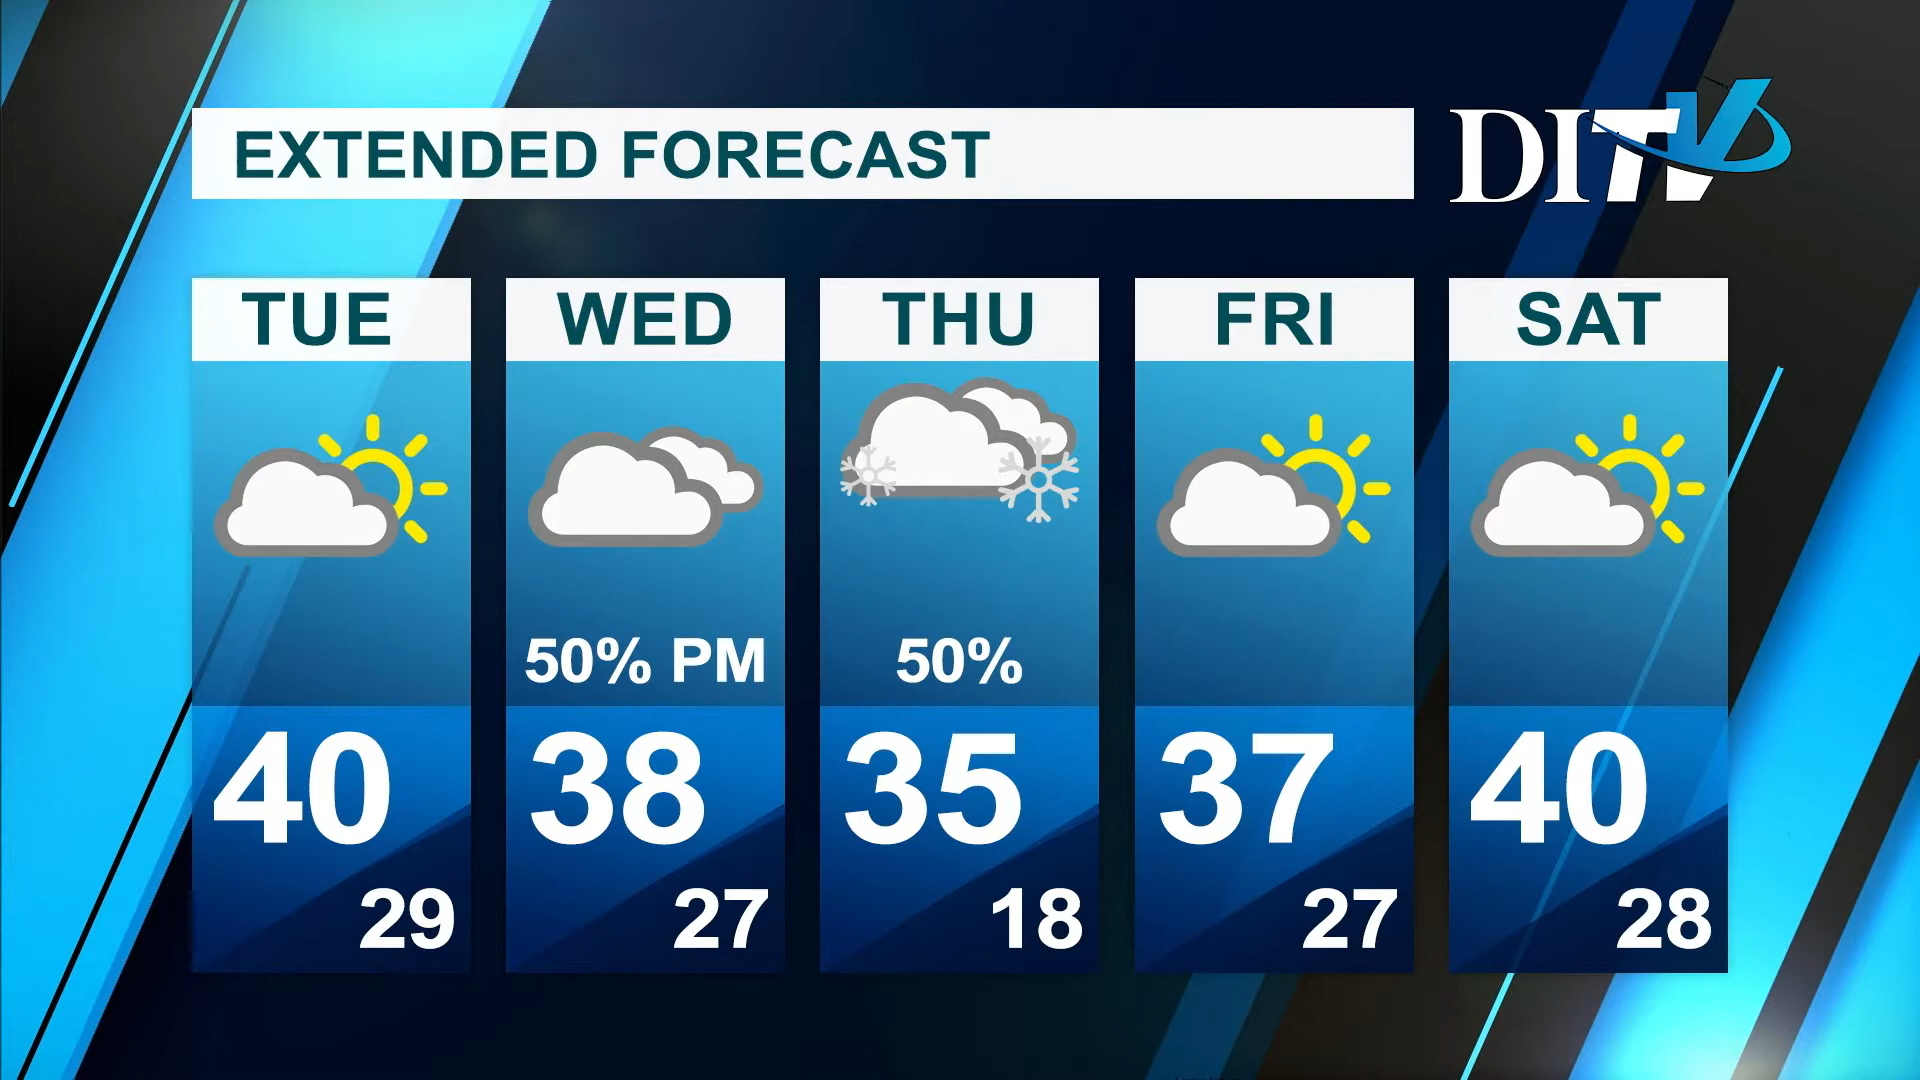 EXTENDED FORECAST
DITV
TUE WED THU FRI SAT
50% PM 50%
40 38 35 37 40
29 27 18 27 28